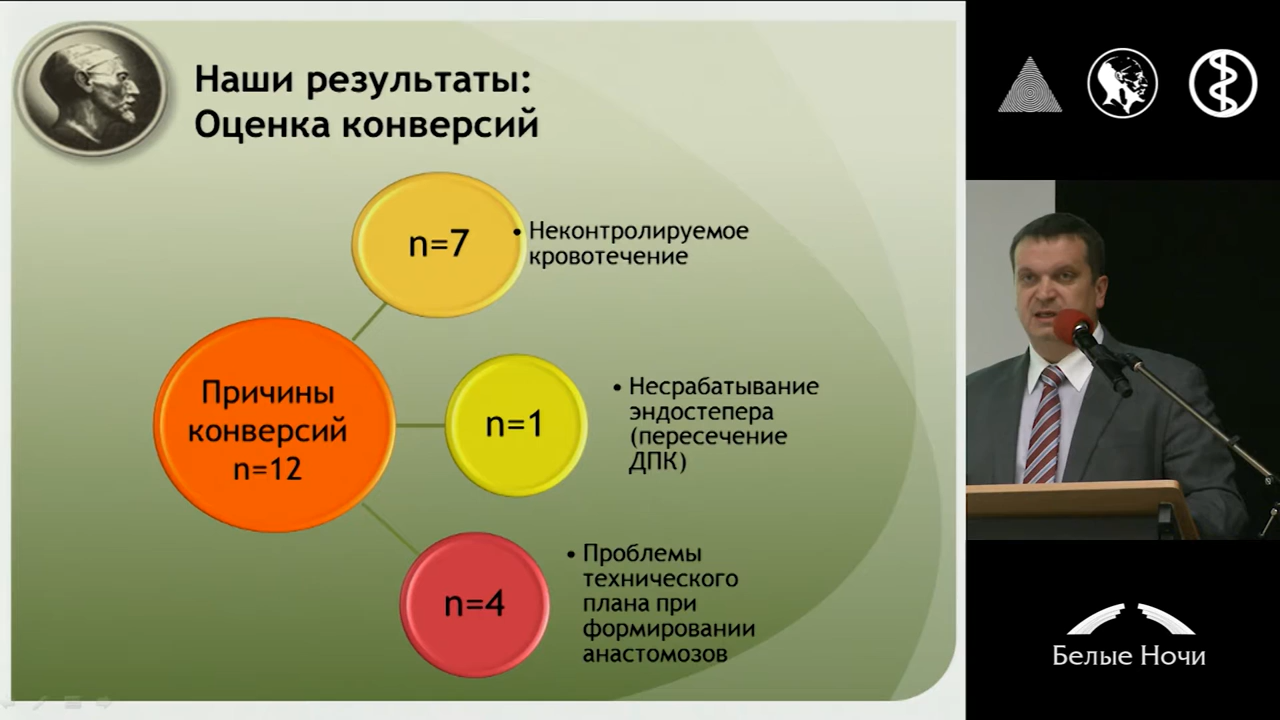 Наши результаты:
Оценка конверсий
n=7
• Неконтролируемое
кровотечение
Причины
конверсий
n=12
n=1
• Несрабатывание
эндостепера
(пересечение
ДПК)
n=4
• Проблемы
технического
плана при
формировании
анастомозов
Белые Ночи